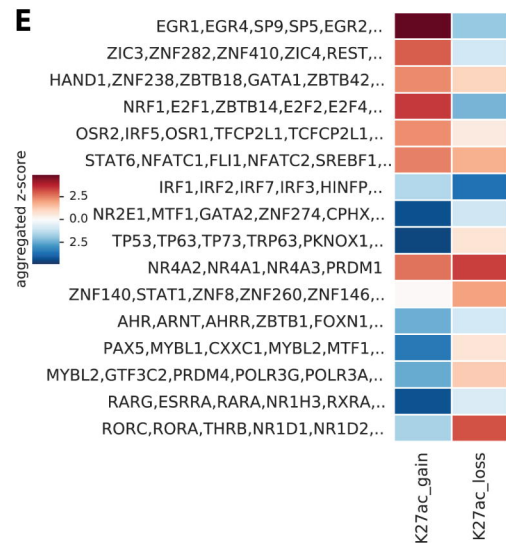 E
EGR1,EGR4,SP9,SP5,EGR2,..
ZIC3,ZNF282,ZNF410,ZIC4,REST,..
HAND1,ZNF238,ZBTB18,GATA1,ZBTB42,..
NRF1,E2F1,ZBTB14,E2F2,E2F4,..
OSR2,IRF5,OSR1,TFCP2L1,TCFCP2L1,..
STAT6,NFATC1,FLI1,NFATC2,SREBF1,..
IRF1,IRF2,IRF7,IRF3,HINFP,..
NR2E1,MTF1,GATA2,ZNF274,CPHX,..
TP53,TP63,TP73,TRP63,PKNOX1,..
NR4A2,NR4A1,NR4A3,PRDM1
ZNF140,STAT1,ZNF8,ZNF260,ZNF146,..
AHR,ARNT,AHRR,ZBTB1,FOXN1,..
PAX5,MYBL1,CXXC1,MYBL2,MTF1,..
MYBL2,GTF3C2,PRDM4,POLR3G,POLR3A,..
RARG,ESRRA,RARA,NR1H3,RXRA,..
RORC,RORA,THRB,NR1D1,NR1D2,..
aggregated z-score
2.5
0.0
2.5
K27ac_gain
K27ac_loss